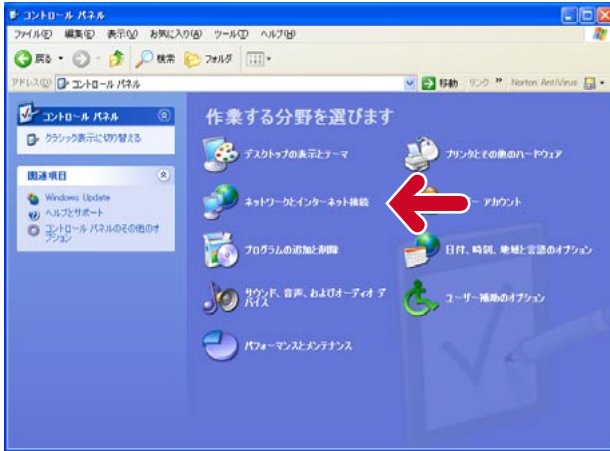 コントロール パネル
ファイル(F) 編集(E) 表示(V) お気に入り(A) ツール(T) ヘルプ(H)
戻る 検索 フォルダ
アドレス(D) コントロール パネル 移動 リンク » Norton AntiVirus
コントロール パネル
クラシック表示に切り替える
関連項目
Windows Update
ヘルプとサポート
コントロール パネルのその他のオ
プション
作業する分野を選びます
デスクトップの表示とテーマ
プリンタとその他のハードウェア
ネットワークとインターネット接続
ー アカウント
プログラムの追加と削除
日付、時刻、地域と言語のオプション
サウンド、音声、およびオーディオ デ
バイス
ユーザー補助のオプション
パフォーマンスとメンテナンス